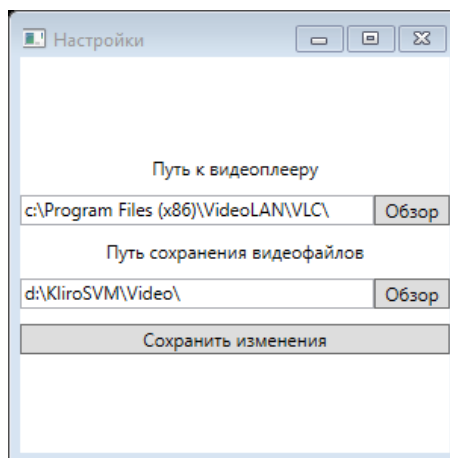 Настройки
Путь к видеоплееру
c:\Program Files (x86)\VideoLAN\VLC\ Обзор
Путь сохранения видеофайлов
d:\KliroSVM\Video\ Обзор
Сохранить изменения